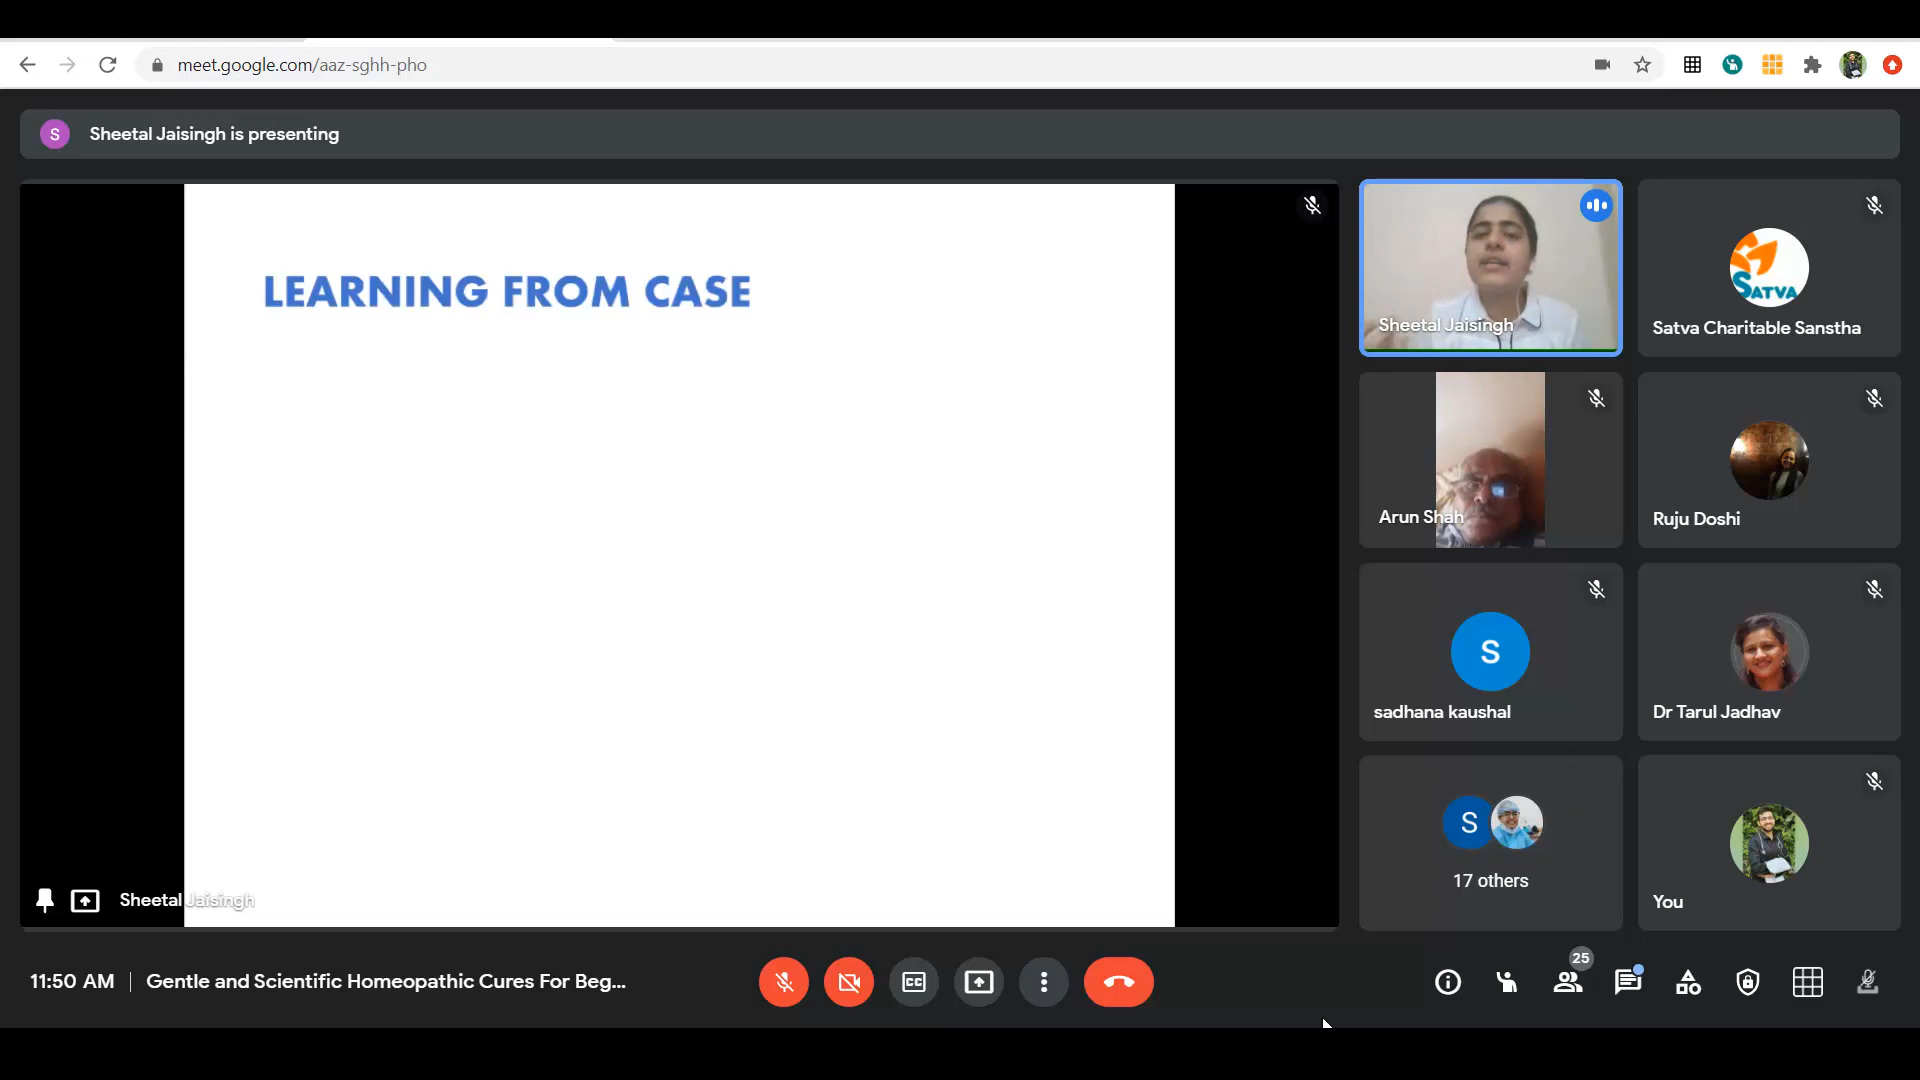 meet.google.com/aaz-sghh-pho
S
Sheetal Jaisingh is presenting
LEARNING FROM CASE
Sheetal Jaisingh
Sheetal Jaisingh
SATVA
Satva Charitable Sanstha
Arun Shah
Ruju Doshi
S
sadhana kaushal
Dr Tarul Jadhav
S
17 others
You
11:50 AM
Gentle and Scientific Homeopathic Cures For Beg...
CC
25